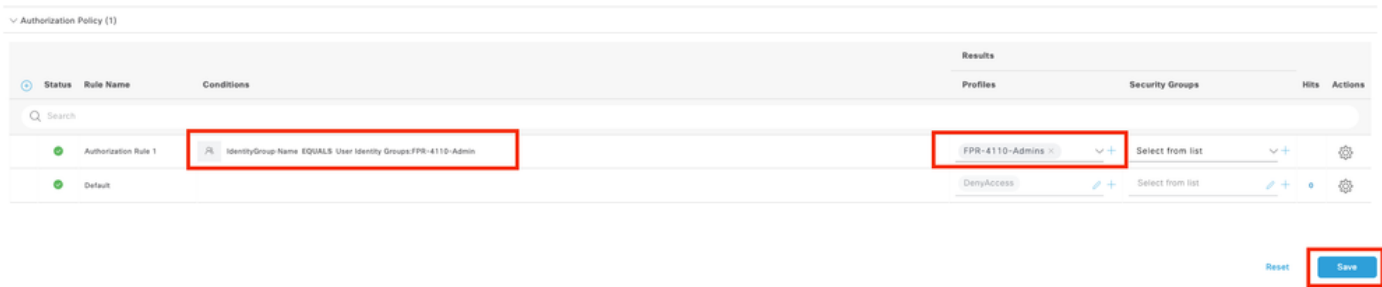 Authorization Policy (1)
Results
Status Rule Name Conditions Profiles Security Groups Hits Actions
Search
Authorization Rule 1 IdentityGroup·Name EQUALS User Identity Groups:FPR-4110-Admin FPR-4110-Admins × Select from list
Default DenyAccess Select from list 0
Reset Save